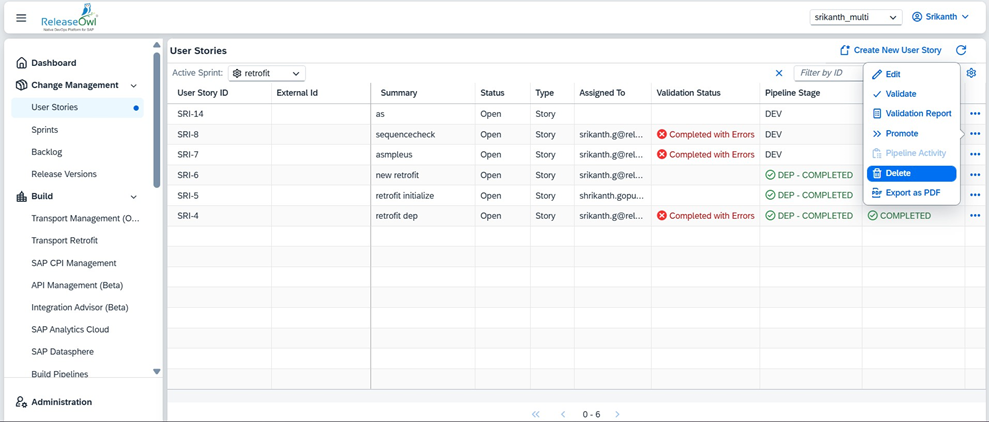 ReleaseOwl
Native DevOps Platform for SAP
srikanth_multi
Srikanth
Dashboard
Change Management
User Stories
Sprints
Backlog
Release Versions
Build
Transport Management (O...
Transport Retrofit
SAP CPI Management
API Management (Beta)
Integration Advisor (Beta)
SAP Analytics Cloud
SAP Datasphere
Build Pipelines
Administration
User Stories
Create New User Story
Active Sprint: retrofit
Filter by ID
User Story ID External Id Summary Status Type Assigned To Validation Status Pipeline Stage
SRI-14 as Open Story DEV
SRI-8 sequencecheck Open Story srikanth.g@rel... Completed with Errors DEV
SRI-7 asmpleus Open Story srikanth.g@rel... Completed with Errors DEV
SRI-6 new retrofit Open Story srikanth.g@rel... DEP - COMPLETED
SRI-5 retrofit initialize Open Story shrikanth.gopu... DEP - COMPLETED
SRI-4 retrofit dep Open Story srikanth.g@rel... Completed with Errors DEP - COMPLETED COMPLETED
Edit
Validate
Validation Report
Promote
Pipeline Activity
Delete
PDF Export as PDF
0 - 6